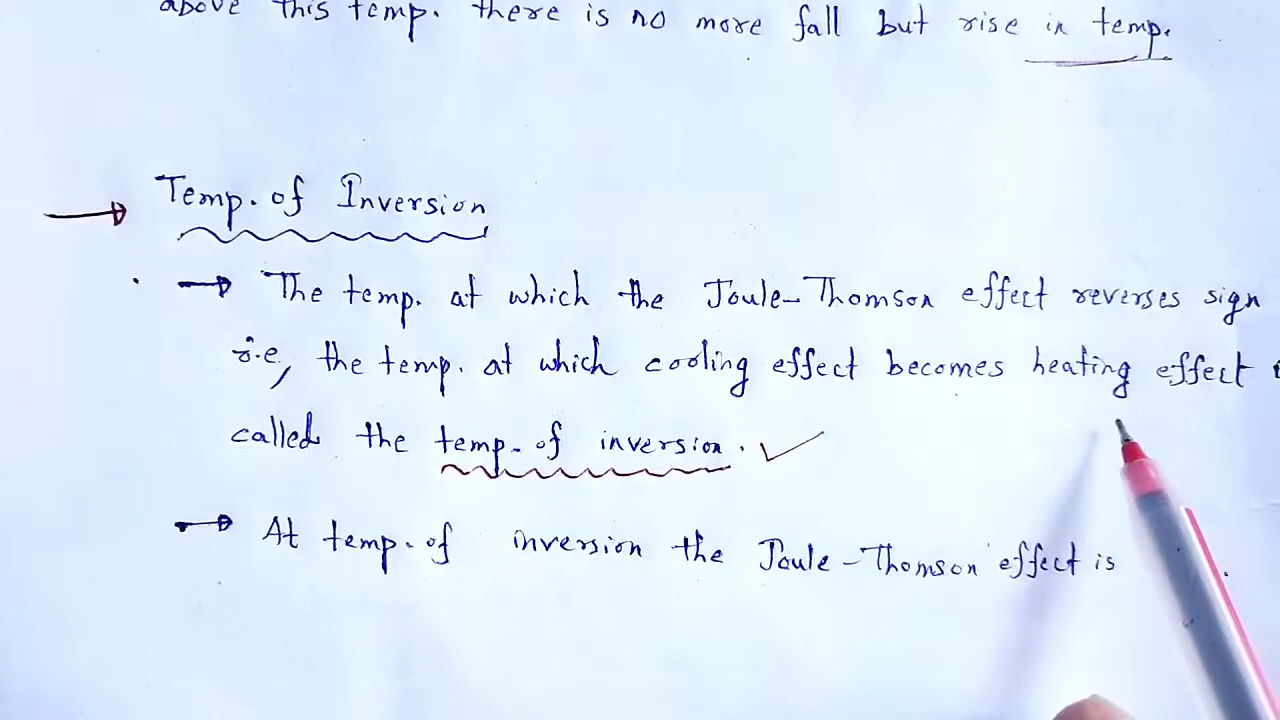 above this temp. there is no more fall but rise in temp.
Temp. of Inversion
The temp. at which the Joule-Thomson effect reverses sign
i.e, the temp. at which cooling effect becomes heating effect
called the temp. of inversion.
At temp. of inversion the Joule-Thomson effect is